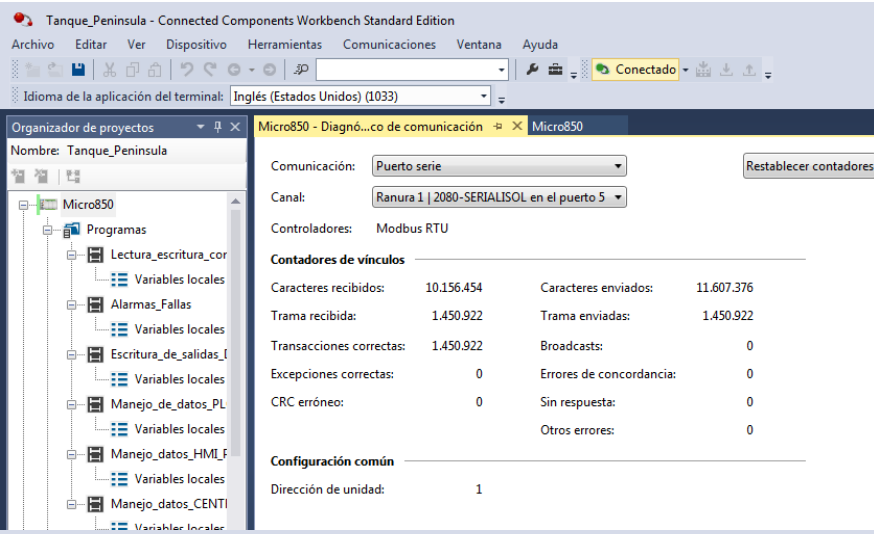 Tanque_Peninsula - Connected Components Workbench Standard Edition
Archivo Editar Ver Dispositivo Herramientas Comunicaciones Ventana Ayuda
Conectado
Idioma de la aplicación del terminal: Inglés (Estados Unidos) (1033)
Organizador de proyectos
Nombre: Tanque_Peninsula
Micro850
Programas
Lectura_escritura_cor
Variables locales
Alarmas_Fallas
Variables locales
Escritura_de_salidas_
Variables locales
Manejo_de_datos_PL
Variables locales
Manejo_datos_HMI_
Variables locales
Manejo_datos_CENT
Variables locales
Micro850 - Diagnó...co de comunicación Micro850
Comunicación: Puerto serie Restablecer contadores
Canal: Ranura 1 | 2080-SERIALISOL en el puerto 5
Controladores: Modbus RTU
Contadores de vínculos
Caracteres recibidos: 10.156.454 Caracteres enviados: 11.607.376
Trama recibida: 1.450.922 Trama enviadas: 1.450.922
Transacciones correctas: 1.450.922 Broadcasts: 0
Excepciones correctas: 0 Errores de concordancia: 0
CRC erróneo: 0 Sin respuesta: 0
Otros errores: 0
Configuración común
Dirección de unidad: 1